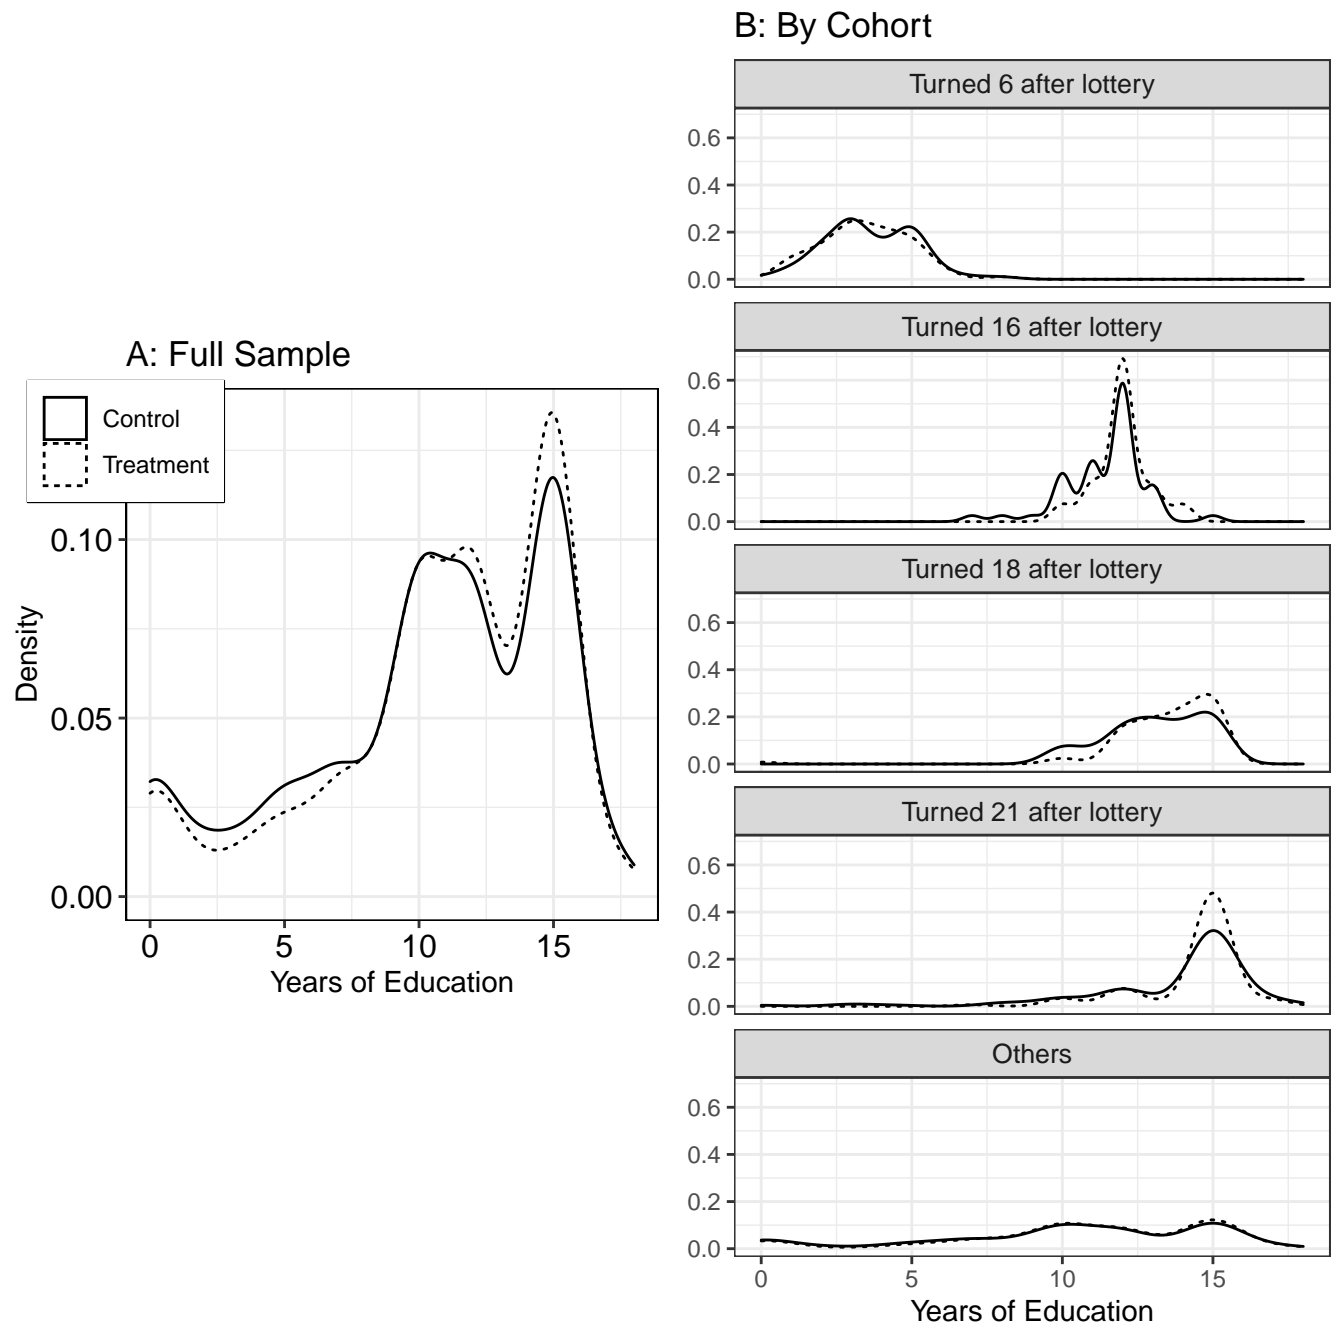 B: By Cohort
Turned 6 after lottery
0.6
0.4
0.2
0.0
Turned 16 after lottery
0.6
0.4
0.2
0.0
Turned 18 after lottery
0.6
0.4
0.2
0.0
Turned 21 after lottery
0.6
0.4
0.2
0.0
Others
0.6
0.4
0.2
0.0
0 5 10 15
Years of Education
A: Full Sample
Control
Treatment
0.10
0.05
0.00
Density
0 5 10 15
Years of Education